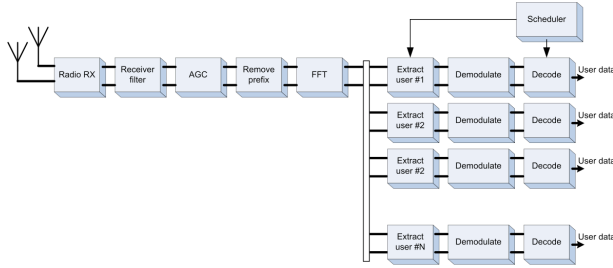 Scheduler
Radio RX
Receiver
filter
AGC
Remove
prefix
FFT
Extract
user #1
Demodulate
Decode
User data
Extract
user #2
Demodulate
Decode
User data
Extract
user #2
Demodulate
Decode
User data
Extract
user #N
Demodulate
Decode
User data